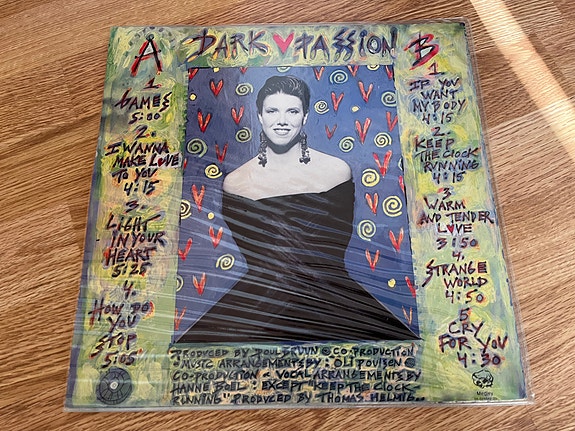 DARK PASSION
A
1
GAMES
5:00
2.
I WANNA
MAKE LOVE
TO YOU
4:15
3.
LIGHT
IN YOUR
HEART
5:20
4.
HOW DO
YOU
STOP
5:05
B
1
IF YOU
WANT
MY BODY
4:15
2.
KEEP
THE CLOCK
RUNNING
4:15
3
WARM
AND TENDER
LOVE
3:50
4.
STRANGE
WORLD
4:50
5
CRY
FOR YOU
4:30
PRODUCED BY POUL BRUUN © CO-PRODUCTION
MUSIC ARRANGEMENTS BY: OLI POULSEN ©
CO-PRODUCTION & VOCAL ARRANGEMENTS BY
HANNE BOEL: EXCEPT "KEEP THE CLOCK
RUNNING" PRODUCED BY THOMAS HELMIG...
Medley